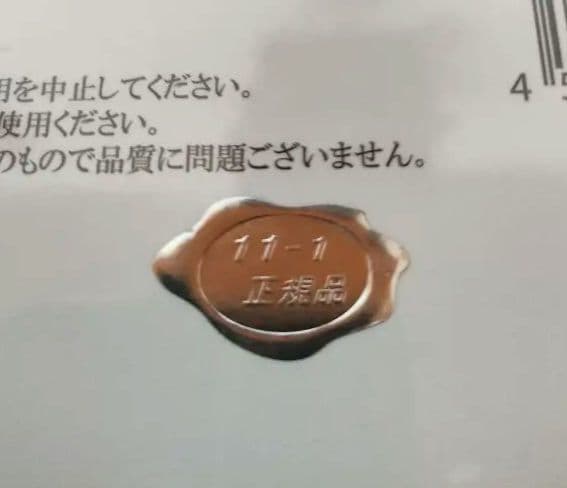 用を中止してください。
使用ください。
のもので品質に問題ございません。
4 5
11-1
正規品